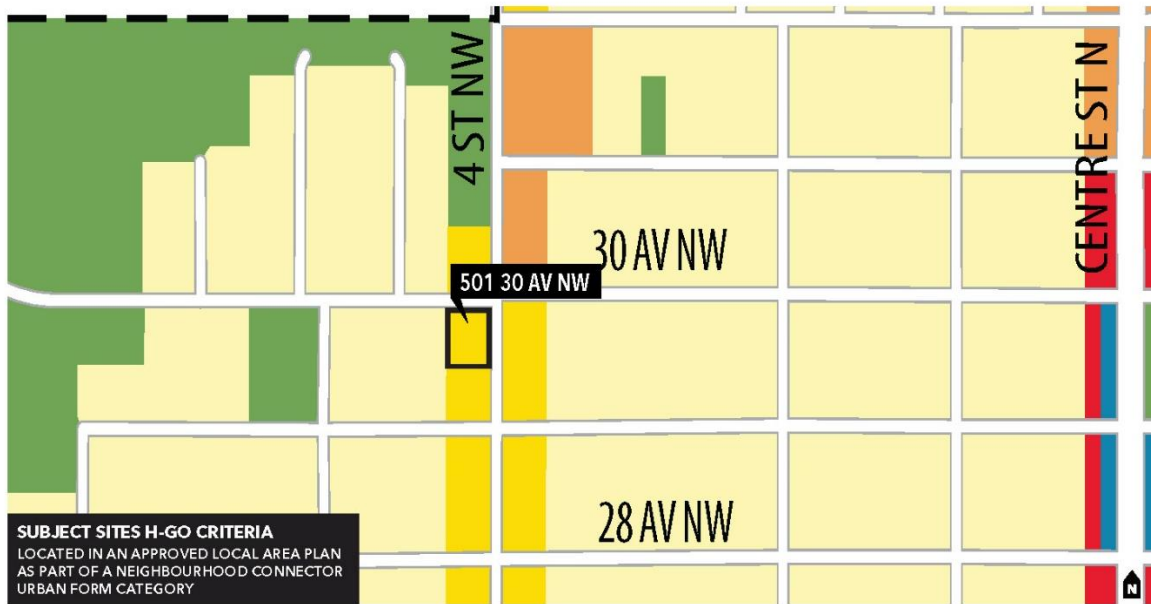 4 ST NW
CENTRE ST N
30 AV NW
501 30 AV NW
28 AV NW
SUBJECT SITES H-GO CRITERIA
LOCATED IN AN APPROVED LOCAL AREA PLAN
AS PART OF A NEIGHBOURHOOD CONNECTOR
URBAN FORM CATEGORY
N